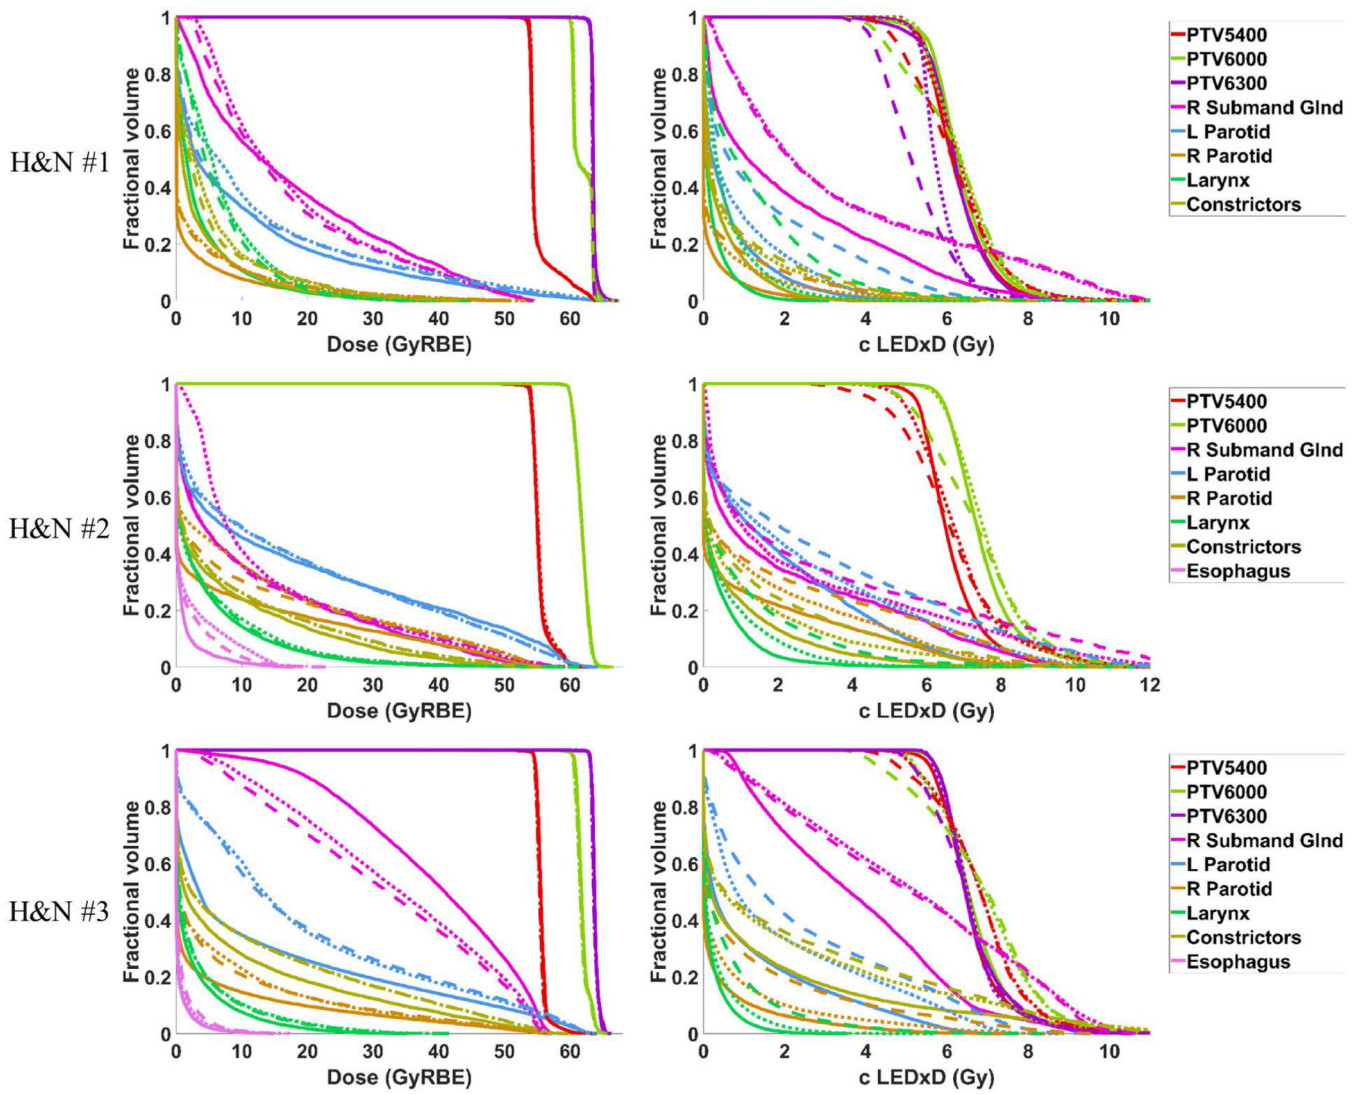 H&N #1
Fractional volume
1
0.8
0.6
0.4
0.2
0
0 10 20 30 40 50 60
Dose (GyRBE)
Fractional volume
1
0.8
0.6
0.4
0.2
0
0 2 4 6 8 10
c LEDxD (Gy)
PTV5400
PTV6000
PTV6300
R Submand Glnd
L Parotid
R Parotid
Larynx
Constrictors
H&N #2
Fractional volume
1
0.8
0.6
0.4
0.2
0
0 10 20 30 40 50 60
Dose (GyRBE)
Fractional volume
1
0.8
0.6
0.4
0.2
0
0 2 4 6 8 10 12
c LEDxD (Gy)
PTV5400
PTV6000
R Submand Glnd
L Parotid
R Parotid
Larynx
Constrictors
Esophagus
H&N #3
Fractional volume
1
0.8
0.6
0.4
0.2
0
0 10 20 30 40 50 60
Dose (GyRBE)
Fractional volume
1
0.8
0.6
0.4
0.2
0
0 2 4 6 8 10
c LEDxD (Gy)
PTV5400
PTV6000
PTV6300
R Submand Glnd
L Parotid
R Parotid
Larynx
Constrictors
Esophagus